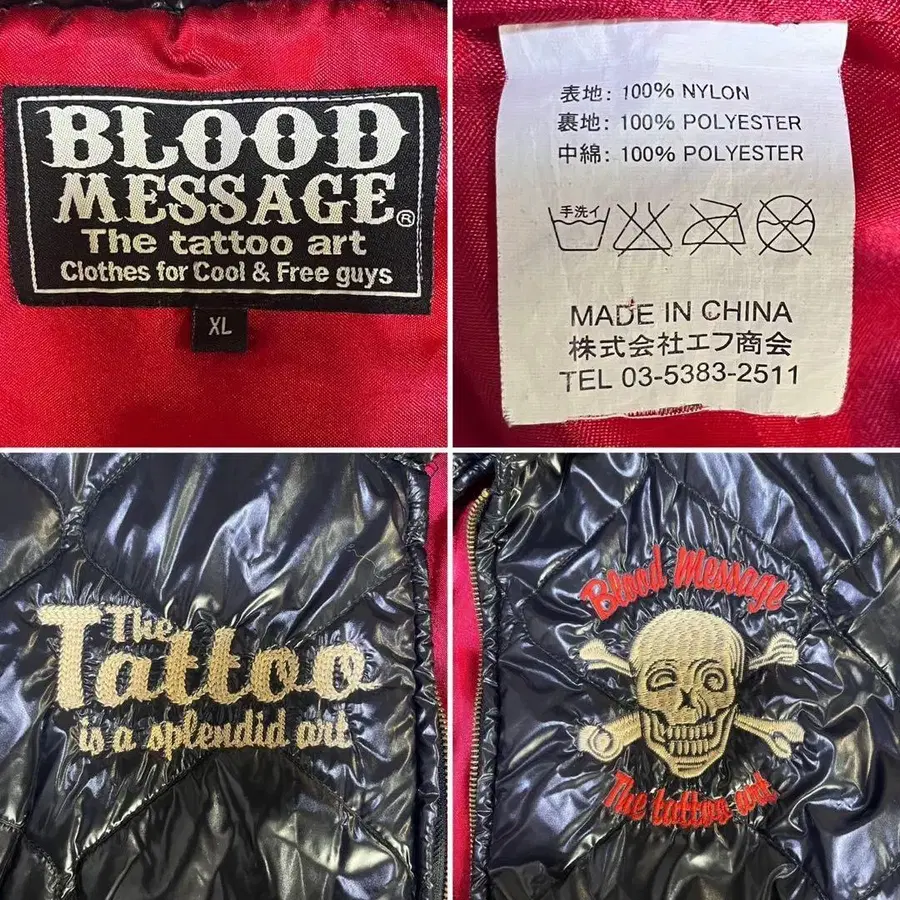 BLOOD
MESSAGE®
The tattoo art
Clothes for Cool & Free guys
XL
表地: 100% NYLON
裏地: 100% POLYESTER
中綿: 100% POLYESTER
手洗イ
MADE IN CHINA
株式会社エフ商会
TEL 03-5383-2511
The
Tattoo
is a splendid art
Blood Message
The tattoo art